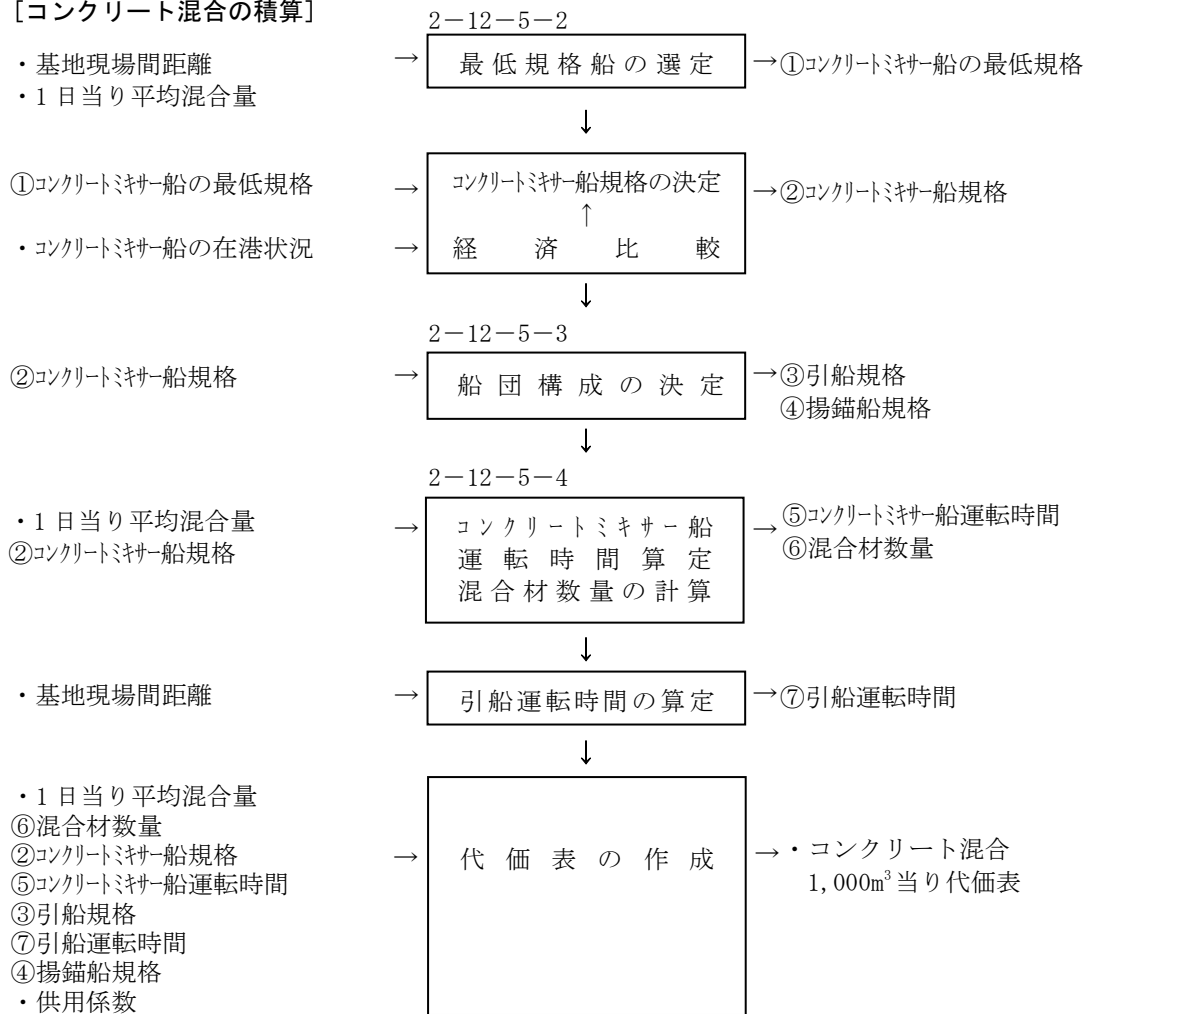 [コンクリート混合の積算]
2－12－5－2
・基地現場間距離 → 最低規格船の選定 →①ｺﾝｸﾘｰﾄﾐｷｻｰ船の最低規格
・1日当り平均混合量
↓
①ｺﾝｸﾘｰﾄﾐｷｻｰ船の最低規格 → ｺﾝｸﾘｰﾄﾐｷｻｰ船規格の決定 →②ｺﾝｸﾘｰﾄﾐｷｻｰ船規格
↑
・ｺﾝｸﾘｰﾄﾐｷｻｰ船の在港状況 → 経済比較
↓
2－12－5－3
②ｺﾝｸﾘｰﾄﾐｷｻｰ船規格 → 船団構成の決定 →③引船規格
④揚錨船規格
↓
2－12－5－4
・1日当り平均混合量 → コンクリートミキサー船 →⑤ｺﾝｸﾘｰﾄﾐｷｻｰ船運転時間
②ｺﾝｸﾘｰﾄﾐｷｻｰ船規格 運転時間算定 ⑥混合材数量
混合材数量の計算
↓
・基地現場間距離 → 引船運転時間の算定 →⑦引船運転時間
↓
・1日当り平均混合量
⑥混合材数量
②ｺﾝｸﾘｰﾄﾐｷｻｰ船規格 → 代価表の作成 →・コンクリート混合
⑤ｺﾝｸﾘｰﾄﾐｷｻｰ船運転時間 1,000m³当り代価表
③引船規格
⑦引船運転時間
④揚錨船規格
・供用係数